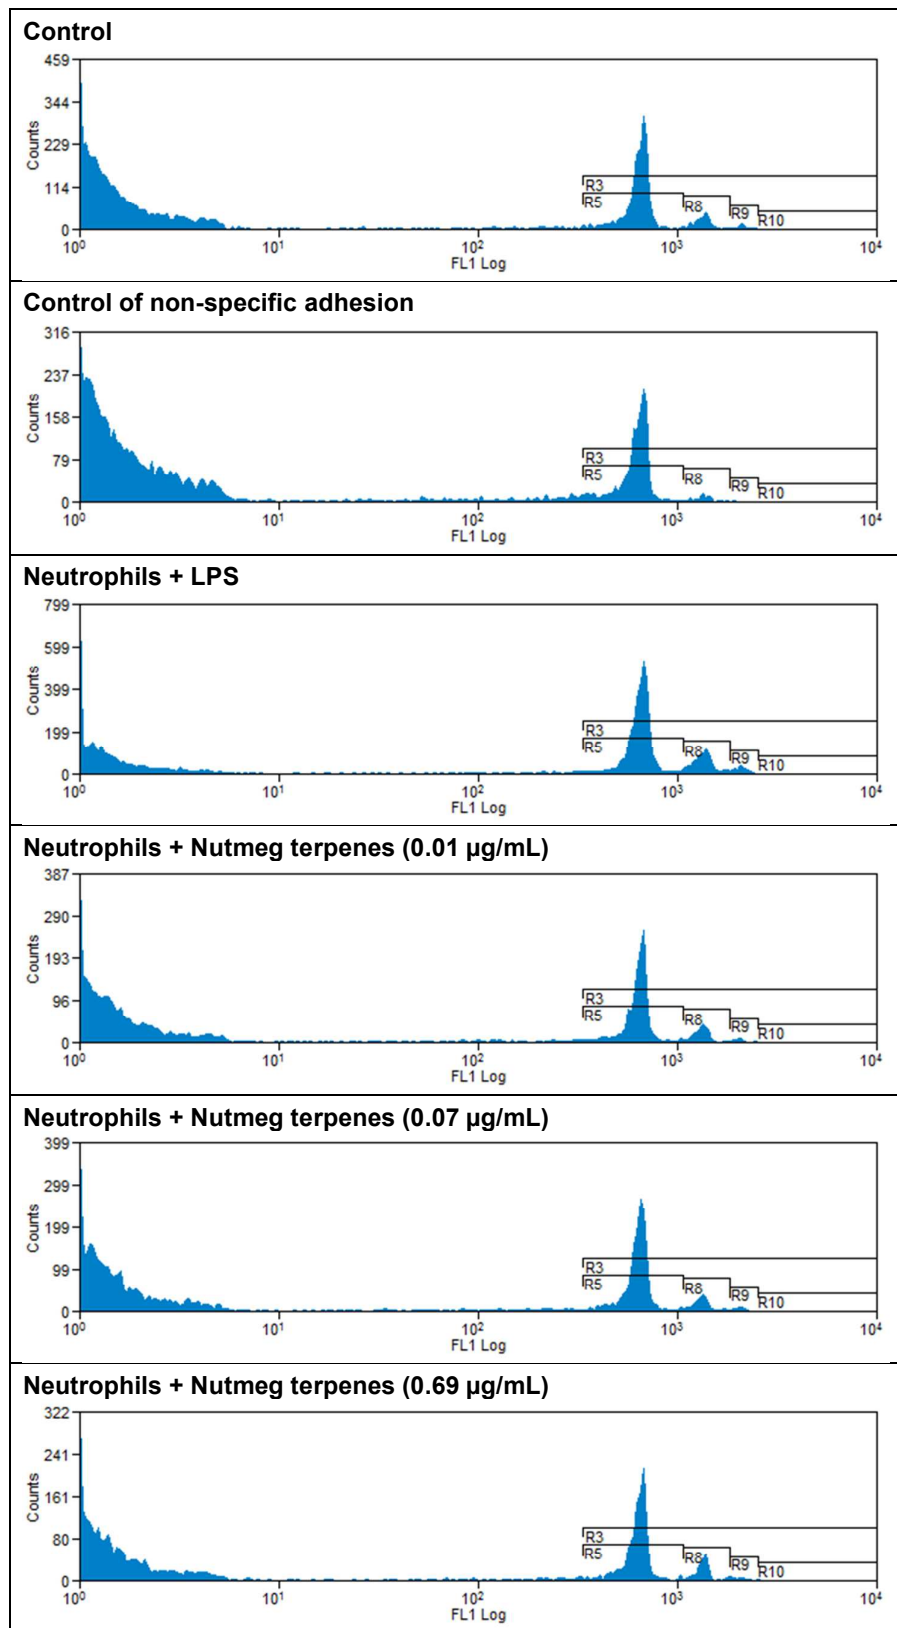 Control
459
344
229
114
0
Counts
R3
R5
R8
R9
R10
10⁰
10¹
10²
10³
10⁴
FL1 Log
Control of non-specific adhesion
316
237
158
79
0
Counts
R3
R5
R8
R9
R10
10⁰
10¹
10²
10³
10⁴
FL1 Log
Neutrophils + LPS
799
599
399
199
0
Counts
R3
R5
R8
R9
R10
10⁰
10¹
10²
10³
10⁴
FL1 Log
Neutrophils + Nutmeg terpenes (0.01 µg/mL)
387
290
193
96
0
Counts
R3
R5
R8
R9
R10
10⁰
10¹
10²
10³
10⁴
FL1 Log
Neutrophils + Nutmeg terpenes (0.07 µg/mL)
399
299
199
99
0
Counts
R3
R5
R8
R9
R10
10⁰
10¹
10²
10³
10⁴
FL1 Log
Neutrophils + Nutmeg terpenes (0.69 µg/mL)
322
241
161
80
0
Counts
R3
R5
R8
R9
R10
10⁰
10¹
10²
10³
10⁴
FL1 Log